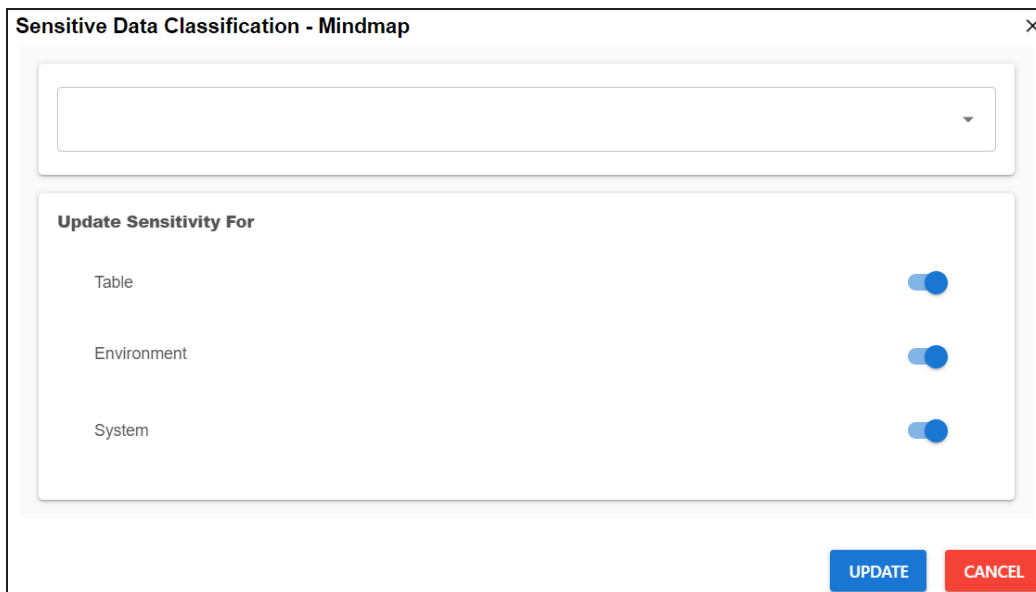 Sensitive Data Classification - Mindmap
Update Sensitivity For
Table
Environment
System
UPDATE
CANCEL